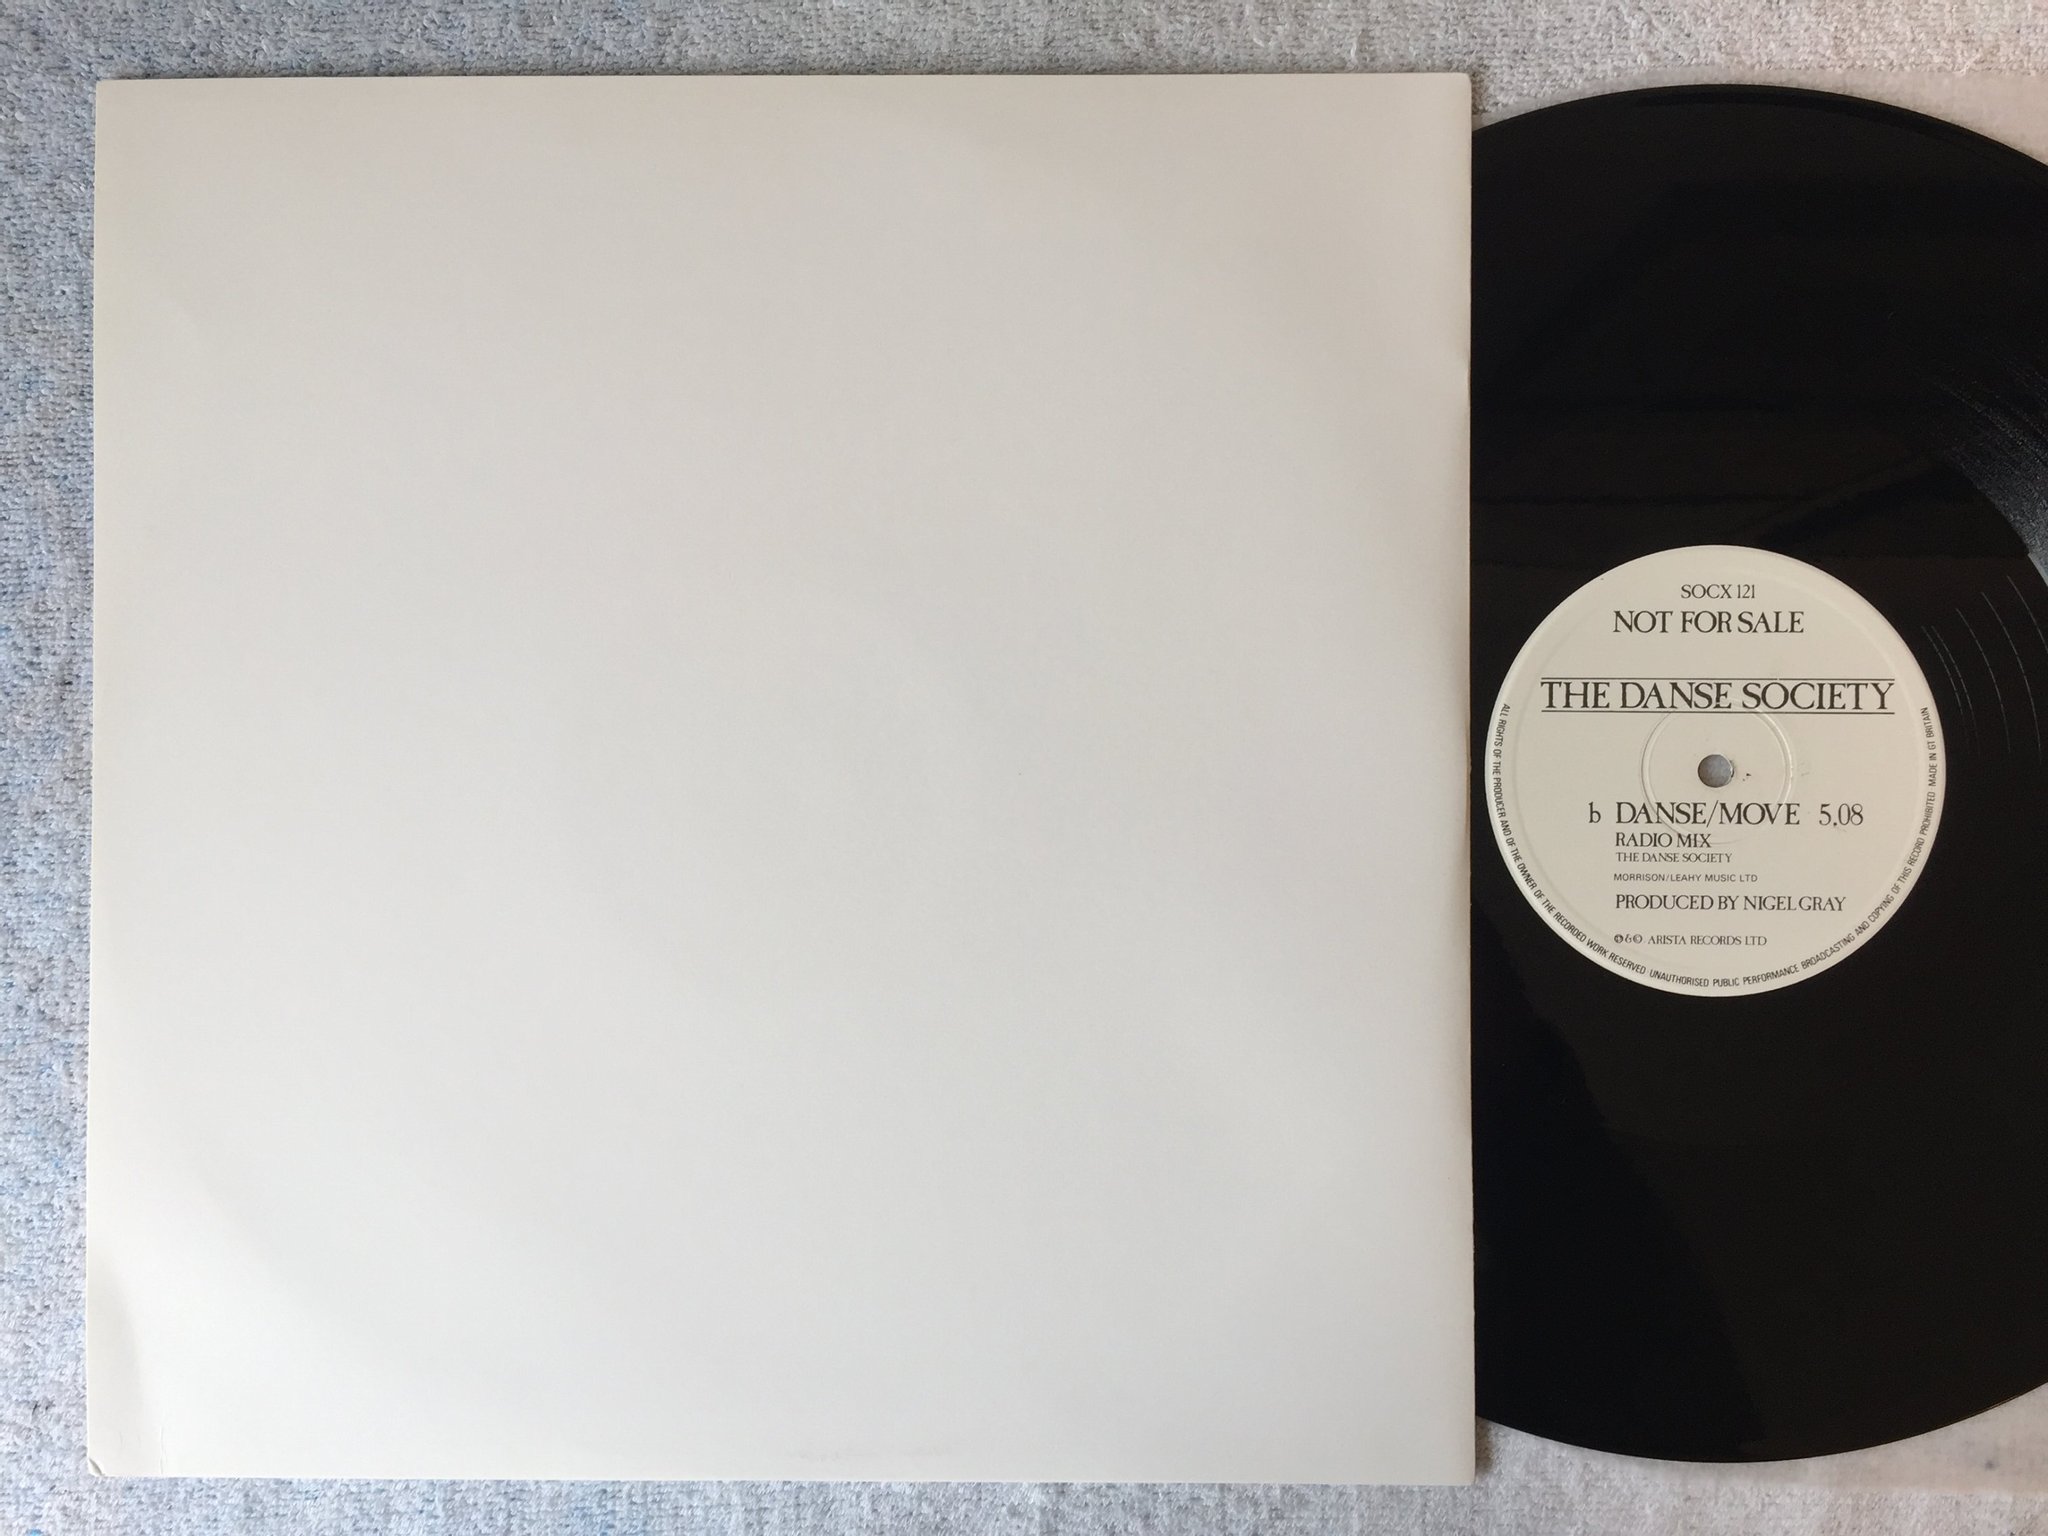 SOCX 121
NOT FOR SALE
THE DANSE SOCIETY
b DANSE/MOVE 5,08
RADIO MIX
THE DANSE SOCIETY
MORRISON/LEAHY MUSIC LTD
PRODUCED BY NIGEL GRAY
℗ & © ARISTA RECORDS LTD
ALL RIGHTS OF THE PRODUCER AND OF THE OWNER OF THE RECORDED WORK RESERVED UNAUTHORISED PUBLIC PERFORMANCE BROADCASTING AND COPYING OF THIS RECORD PROHIBITED MADE IN GT BRITAIN